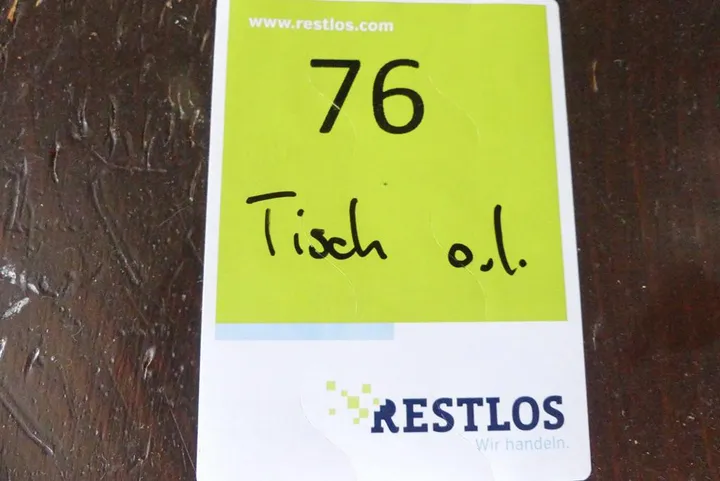 www.restlos.com
76
Tisch o.l.
RESTLOS
Wir handeln.